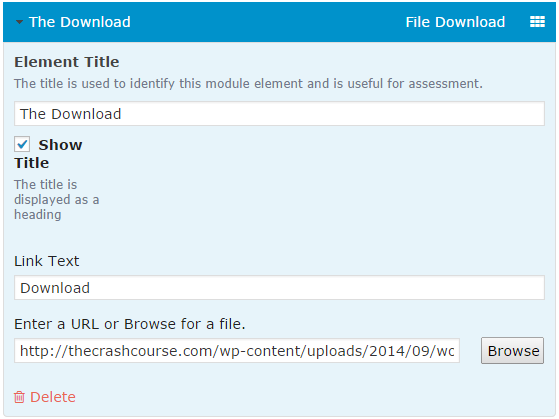 The Download File Download
Element Title
The title is used to identify this module element and is useful for assessment.
The Download
Show
Title
The title is
displayed as a
heading
Link Text
Download
Enter a URL or Browse for a file.
http://thecrashcourse.com/wp-content/uploads/2014/09/wc Browse
Delete